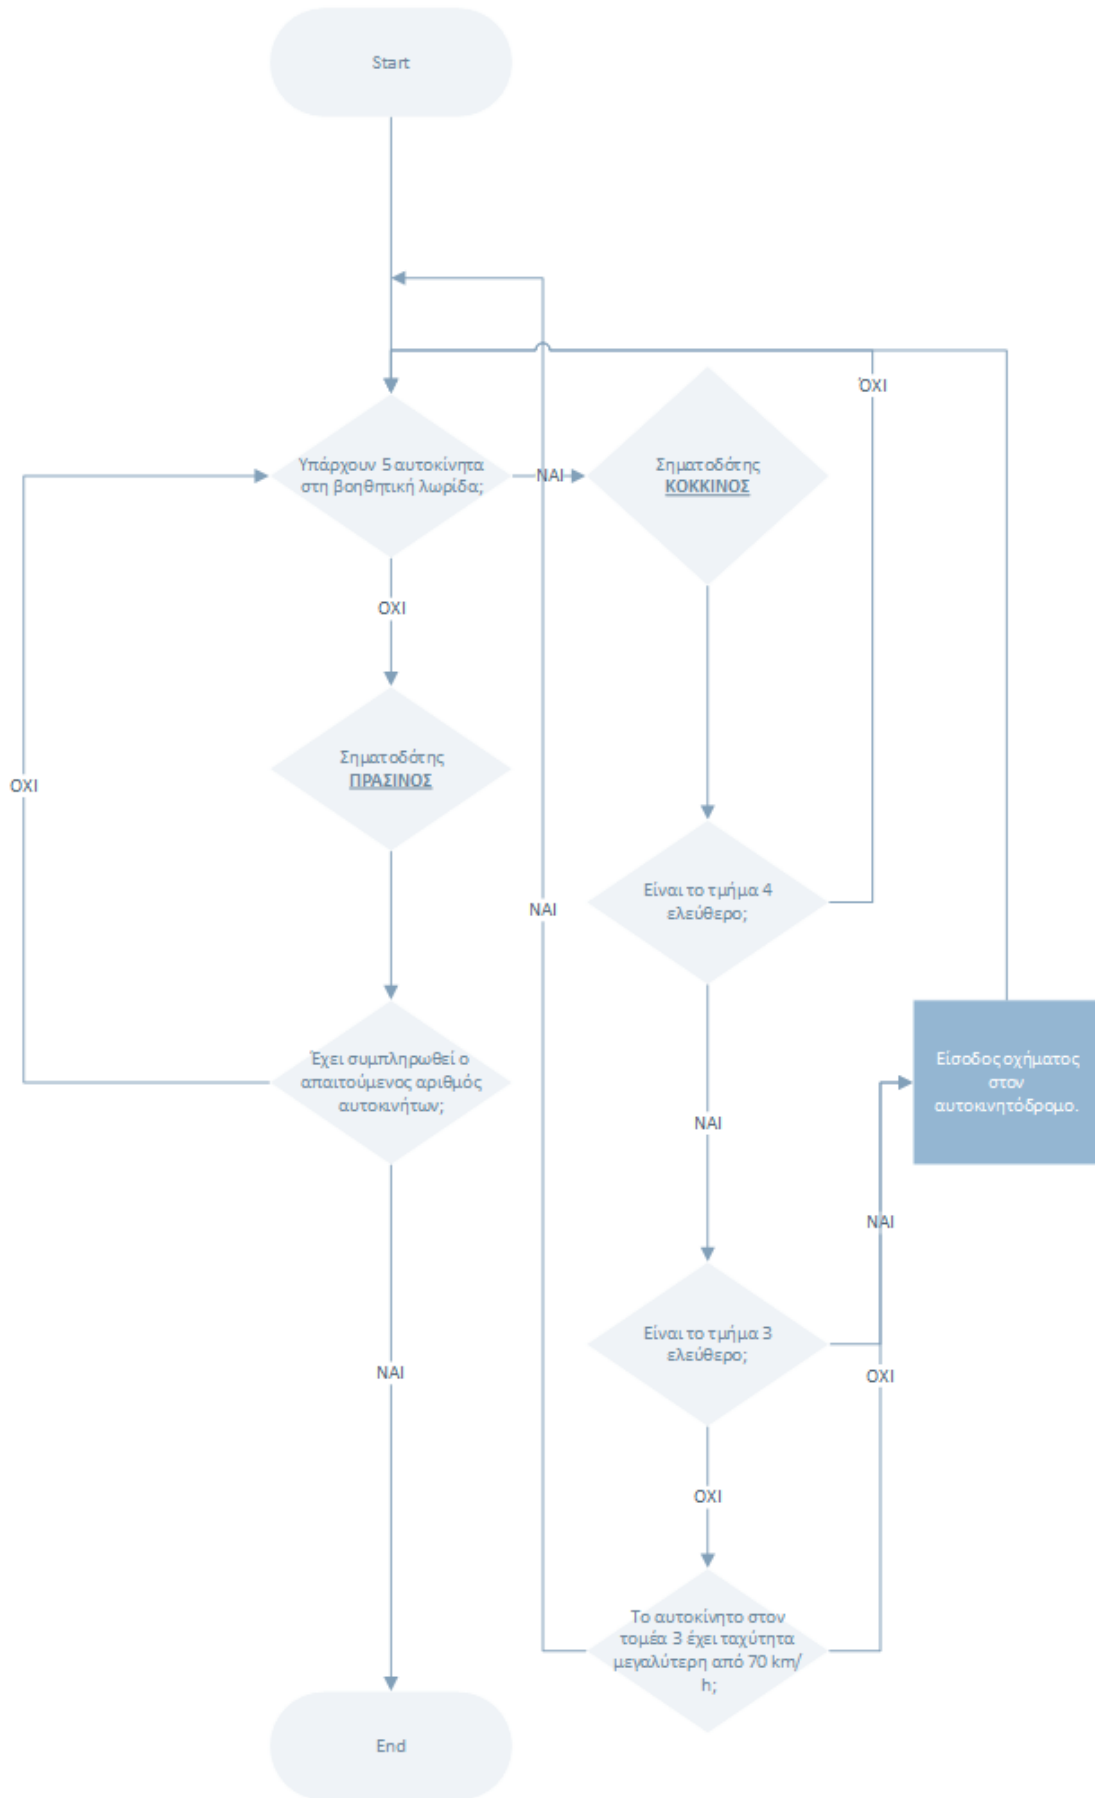 Start
ΌΧΙ
Υπάρχουν 5 αυτοκίνητα
στη βοηθητική λωρίδα;
ΝΑΙ
Σηματοδότης
ΚΟΚΚΙΝΟΣ
ΟΧΙ
Σηματοδότης
ΠΡΑΣΙΝΟΣ
ΟΧΙ
Είναι το τμήμα 4
ελεύθερο;
ΝΑΙ
Έχει συμπληρωθεί ο
απαιτούμενος αριθμός
αυτοκινήτων;
Είσοδος οχήματος
στον
αυτοκινητόδρομο.
ΝΑΙ
ΝΑΙ
Είναι το τμήμα 3
ελεύθερο;
ΝΑΙ
ΟΧΙ
ΟΧΙ
Το αυτοκίνητο στον
τομέα 3 έχει ταχύτητα
μεγαλύτερη από 70 km/
h;
End